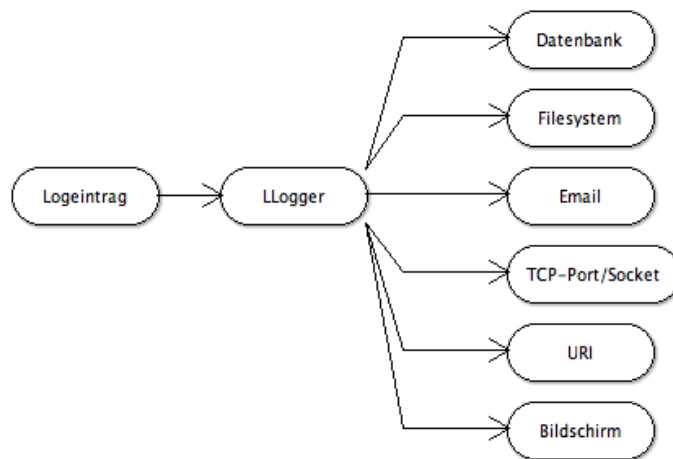 Datenbank
Filesystem
Logeintrag
LLogger
Email
TCP-Port/Socket
URI
Bildschirm